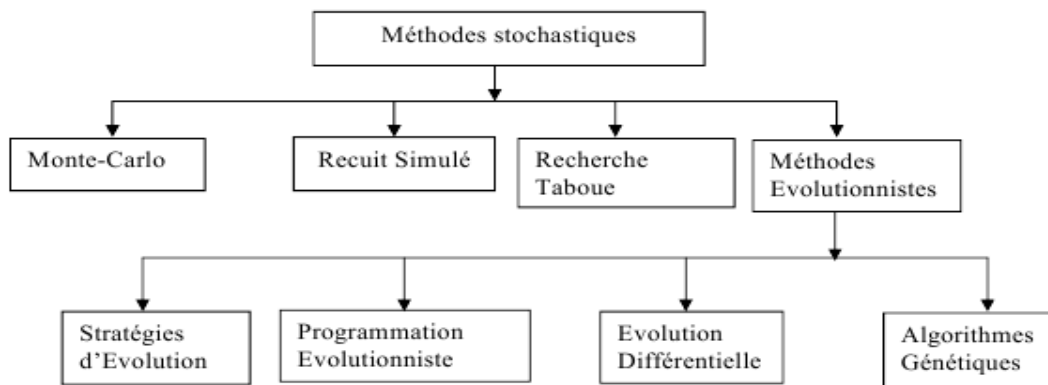 Méthodes stochastiques
Monte-Carlo
Recuit Simulé
Recherche
Taboue
Méthodes
Evolutionnistes
Stratégies
d’Evolution
Programmation
Evolutionniste
Evolution
Différentielle
Algorithmes
Génétiques